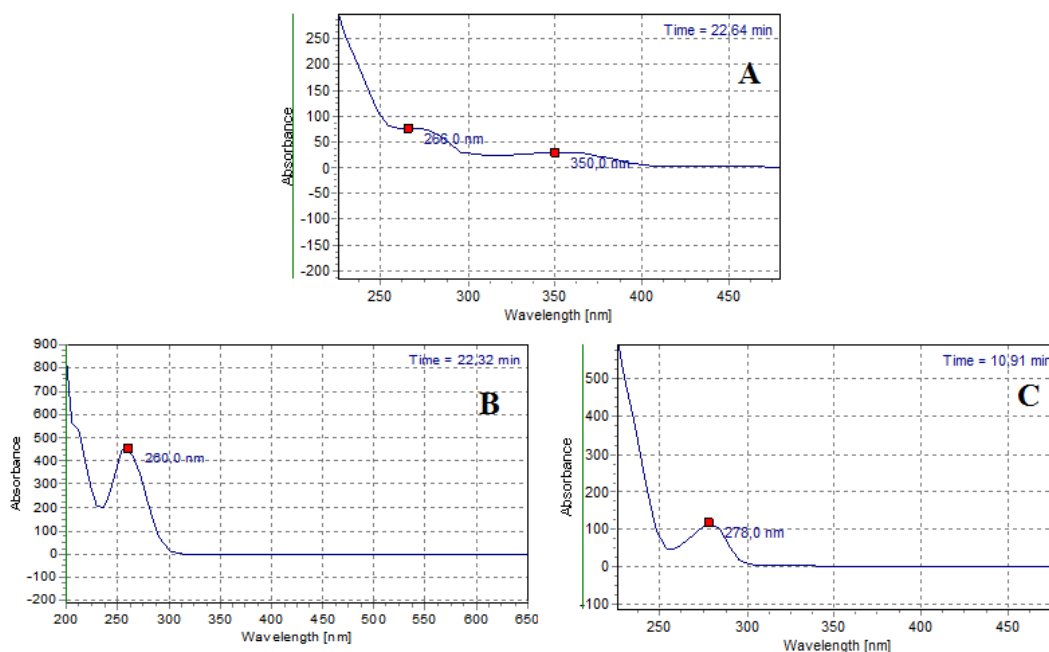 Time = 22,64 min
A
250
200
150
100
50
0
-50
-100
-150
-200
Absorbance
266,0 nm
350,0 nm
250 300 350 400 450
Wavelength [nm]
Time = 22,32 min
B
900
800
700
600
500
400
300
200
100
0
-100
-200
Absorbance
260,0 nm
200 250 300 350 400 450 500 550 600 650
Wavelength [nm]
Time = 10,91 min
C
500
400
300
200
100
0
-100
Absorbance
278,0 nm
250 300 350 400 450
Wavelength [nm]